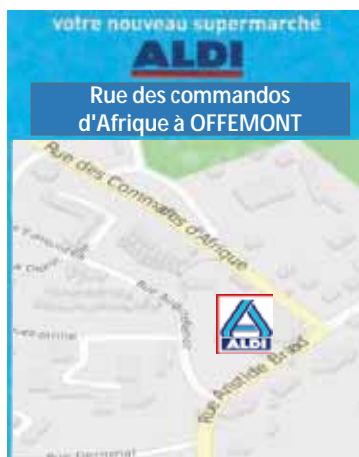 votre nouveau supermarché
ALDI
Rue des commandos
d'Afrique à OFFEMONT
Rue des Commandos d'Afrique
ALDI
Rue Aristide Briand